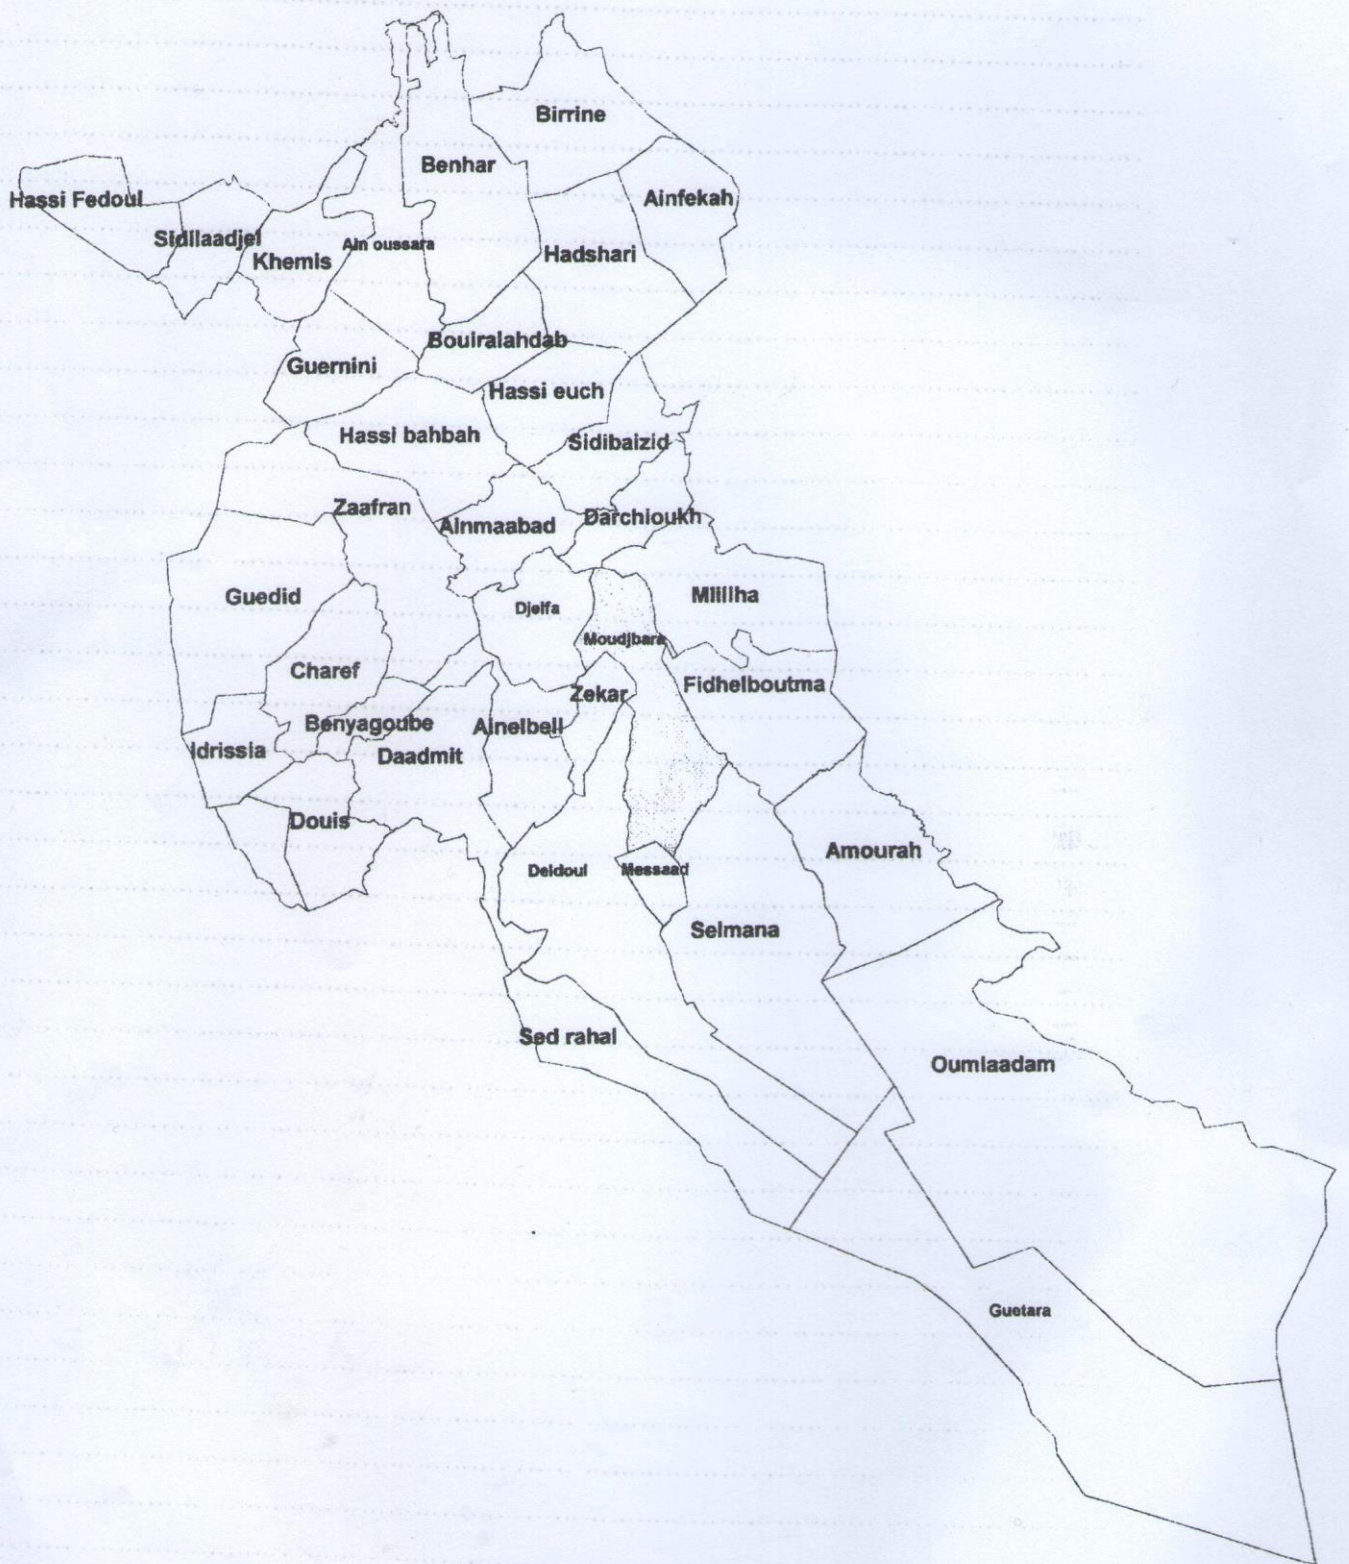 Birrine
Benhar
Ainfekah
Hassi Fedoul
Sidilaadjel
Khemis
Ain oussara
Hadshari
Bouiralahdab
Guernini
Hassi euch
Hassi bahbah
Sidibaizid
Zaafran
Ainmaabad
Darchioukh
Guedid
Djelfa
Mliliha
Moudjbara
Charef
Zekar
Fidhelboutma
Benyagoube
Ainelbell
Idrissia
Daadmit
Douis
Deldoul
Messaad
Amourah
Selmana
Sed rahal
Oumlaadam
Guetara